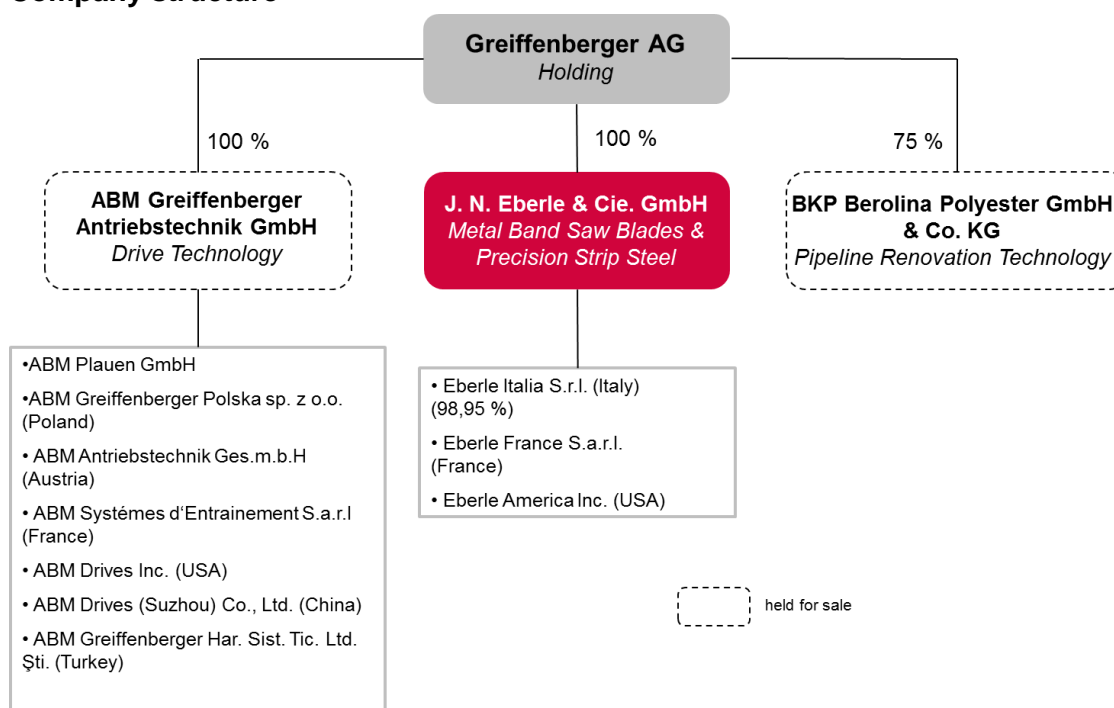 Company Structure
Greiffenberger AG
Holding
100 %
100 %
75 %
ABM Greiffenberger
Antriebstechnik GmbH
Drive Technology
J. N. Eberle & Cie. GmbH
Metal Band Saw Blades &
Precision Strip Steel
BKP Berolina Polyester GmbH
& Co. KG
Pipeline Renovation Technology
•ABM Plauen GmbH
•ABM Greiffenberger Polska sp. z o.o.
(Poland)
• ABM Antriebstechnik Ges.m.b.H
(Austria)
• ABM Systémes d‘Entrainement S.a.r.l
(France)
• ABM Drives Inc. (USA)
• ABM Drives (Suzhou) Co., Ltd. (China)
• ABM Greiffenberger Har. Sist. Tic. Ltd.
Şti. (Turkey)
• Eberle Italia S.r.l. (Italy)
(98,95 %)
• Eberle France S.a.r.l.
(France)
• Eberle America Inc. (USA)
held for sale